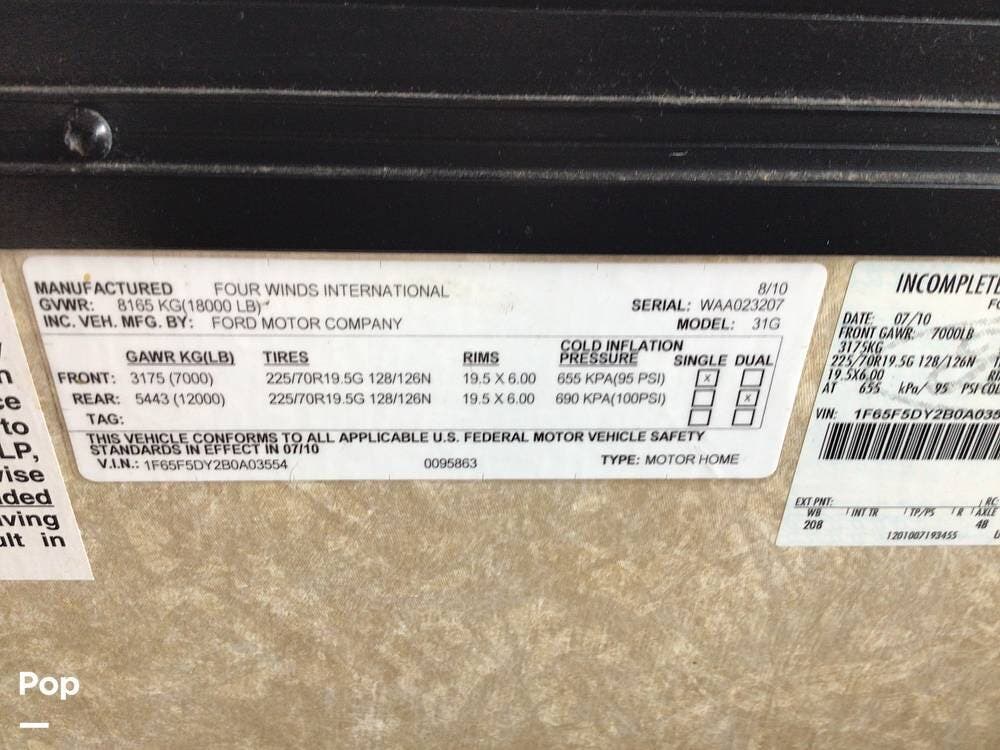 MANUFACTURED FOUR WINDS INTERNATIONAL 8/10
GVWR: 8165 KG(18000 LB) SERIAL: WAA023207
INC. VEH. MFG. BY: FORD MOTOR COMPANY MODEL: 31G
GAWR KG(LB) TIRES RIMS COLD INFLATION PRESSURE SINGLE DUAL
FRONT: 3175 (7000) 225/70R19.5G 128/126N 19.5 X 6.00 655 KPA(95 PSI) x
REAR: 5443 (12000) 225/70R19.5G 128/126N 19.5 X 6.00 690 KPA(100PSI) x
TAG:
THIS VEHICLE CONFORMS TO ALL APPLICABLE U.S. FEDERAL MOTOR VEHICLE SAFETY
STANDARDS IN EFFECT IN 07/10
V.I.N.: 1F65F5DY2B0A03554 0095863 TYPE: MOTOR HOME
INCOMPLETE
DATE: 07/10
FRONT GAWR: 7000LB
3175KG
225/70R19.5G 128/126N
19.5X6.00
AT 655 kPa/ 95 PSI
VIN: 1F65F5DY2B0A035
EXT PNT: RC
WB INT TR TP/PS R AXLE
208 48
1201007193455
to
LP,
ult in
Pop